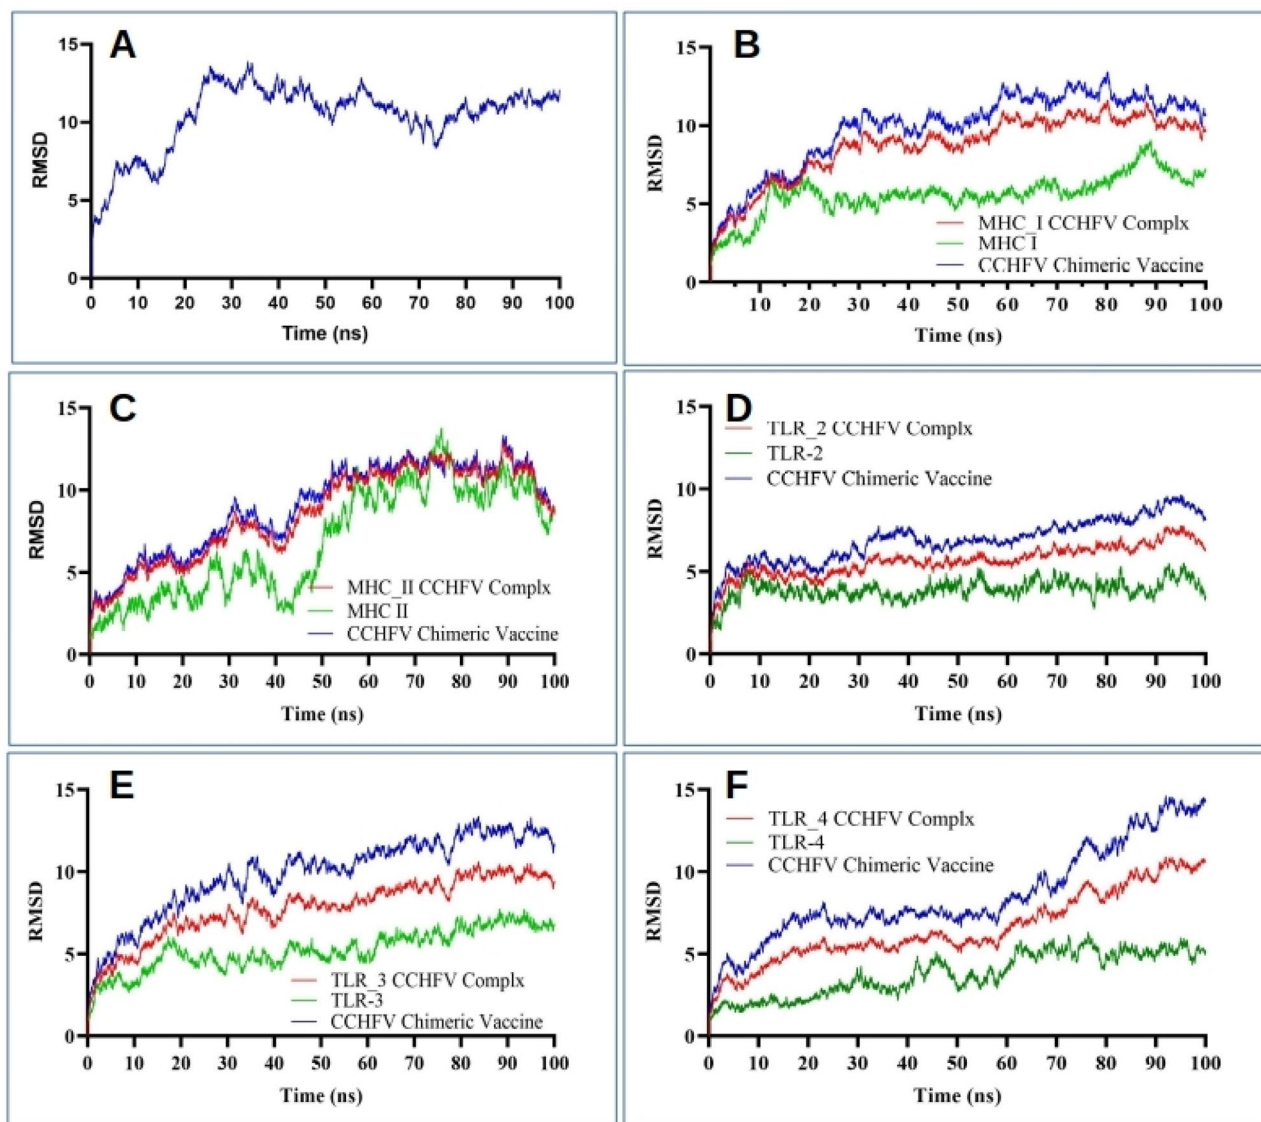 A
15
10
5
0
RMSD
0 10 20 30 40 50 60 70 80 90 100
Time (ns)
B
15
10
5
0
RMSD
MHC_I CCHFV Complx
MHC I
CCHFV Chimeric Vaccine
10 20 30 40 50 60 70 80 90 100
Time (ns)
C
15
10
5
0
RMSD
MHC_II CCHFV Complx
MHC II
CCHFV Chimeric Vaccine
0 10 20 30 40 50 60 70 80 90 100
Time (ns)
D
15
10
5
0
RMSD
TLR_2 CCHFV Complx
TLR-2
CCHFV Chimeric Vaccine
0 10 20 30 40 50 60 70 80 90 100
Time (ns)
E
15
10
5
0
RMSD
TLR_3 CCHFV Complx
TLR-3
CCHFV Chimeric Vaccine
0 10 20 30 40 50 60 70 80 90 100
Time (ns)
F
15
10
5
0
RMSD
TLR_4 CCHFV Complx
TLR-4
CCHFV Chimeric Vaccine
0 10 20 30 40 50 60 70 80 90 100
Time (ns)